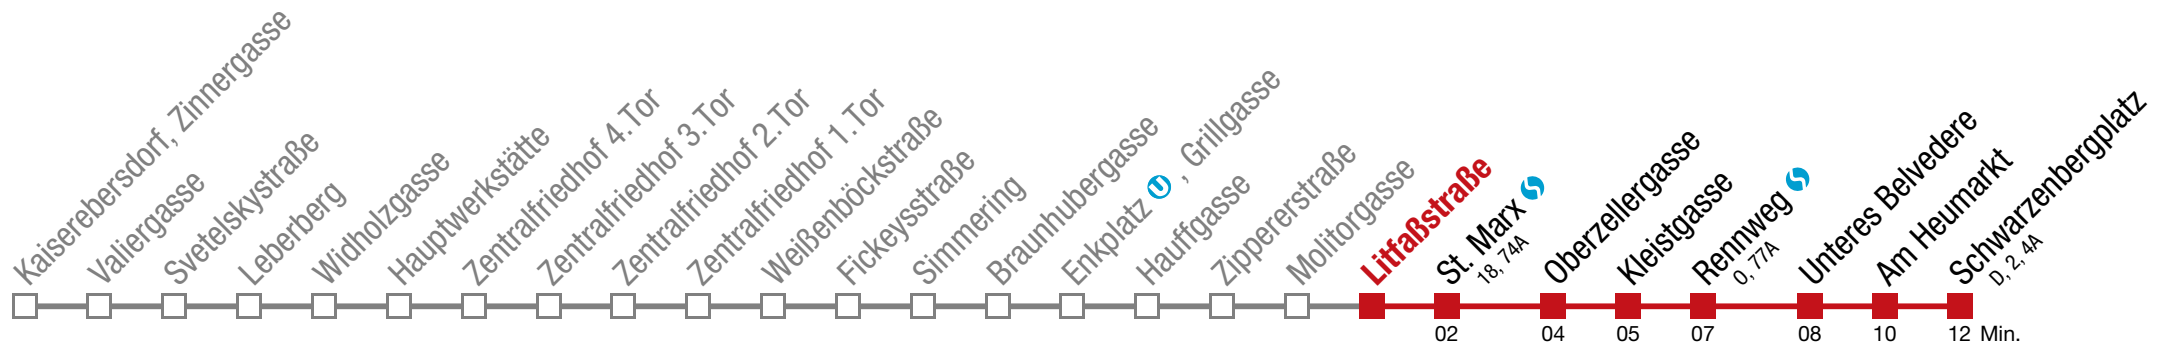 Kaiserebersdorf, Zinnergasse
Valiergasse
Svetelskystraße
Leberberg
Widholzgasse
Hauptwerkstätte
Zentralfriedhof 4.Tor
Zentralfriedhof 3.Tor
Zentralfriedhof 2.Tor
Zentralfriedhof 1.Tor
Weißenböckstraße
Fickeysstraße
Simmering
Braunhubergasse
Enkplatz U , Grillgasse
Hauffgasse
Zippererstraße
Molitorgasse
Litfaßstraße
St. Marx S
18, 74A
Oberzellergasse
Kleistgasse
Rennweg S
0, 77A
Unteres Belvedere
Am Heumarkt
Schwarzenbergplatz
D, 2, 4A
02 04 05 07 08 10 12 Min.